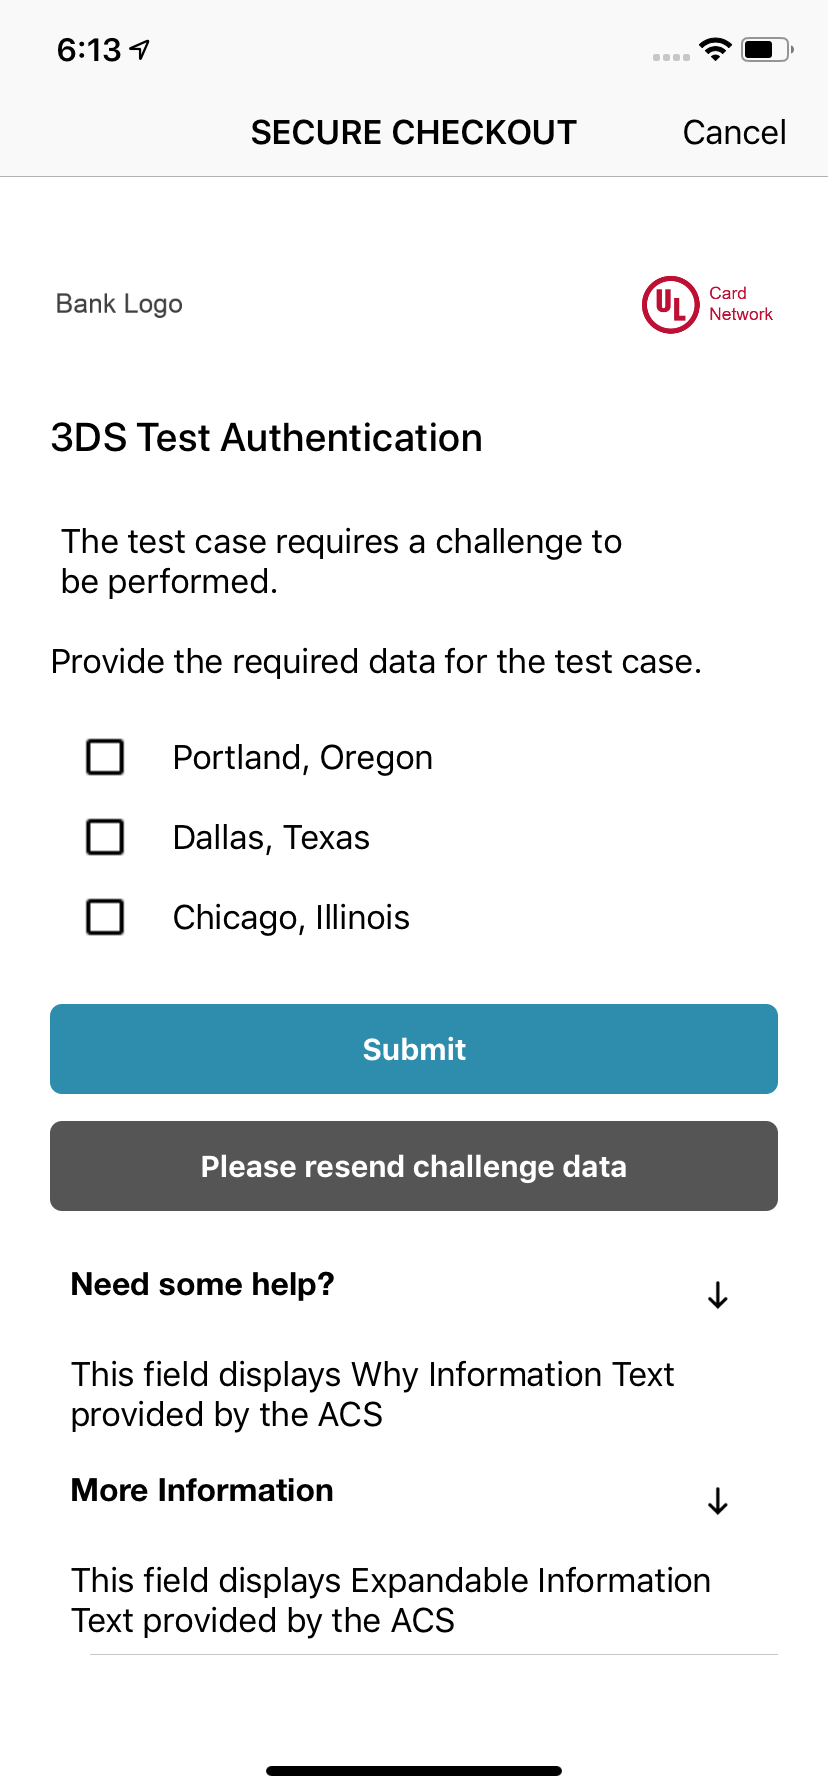 6:13
SECURE CHECKOUT
Cancel
Bank Logo
UL
Card
Network
3DS Test Authentication
The test case requires a challenge to
be performed.
Provide the required data for the test case.
Portland, Oregon
Dallas, Texas
Chicago, Illinois
Submit
Please resend challenge data
Need some help?
This field displays Why Information Text
provided by the ACS
More Information
This field displays Expandable Information
Text provided by the ACS